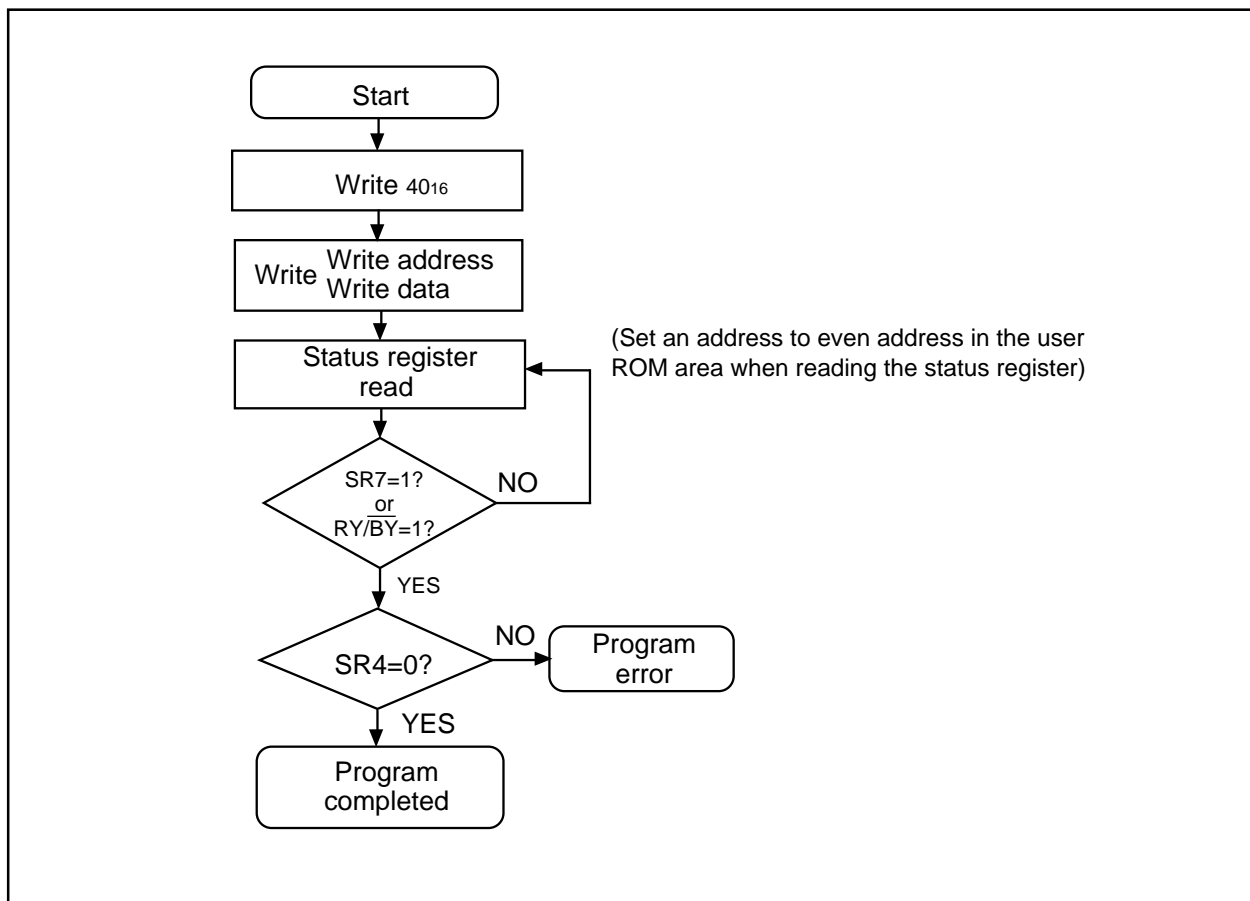 Start
Write 40₁₆
Write Write address
Write data
Status register
read
(Set an address to even address in the user
ROM area when reading the status register)
SR7=1?
or
RY/B̅Y̅=1?
NO
YES
SR4=0?
NO
Program
error
YES
Program
completed